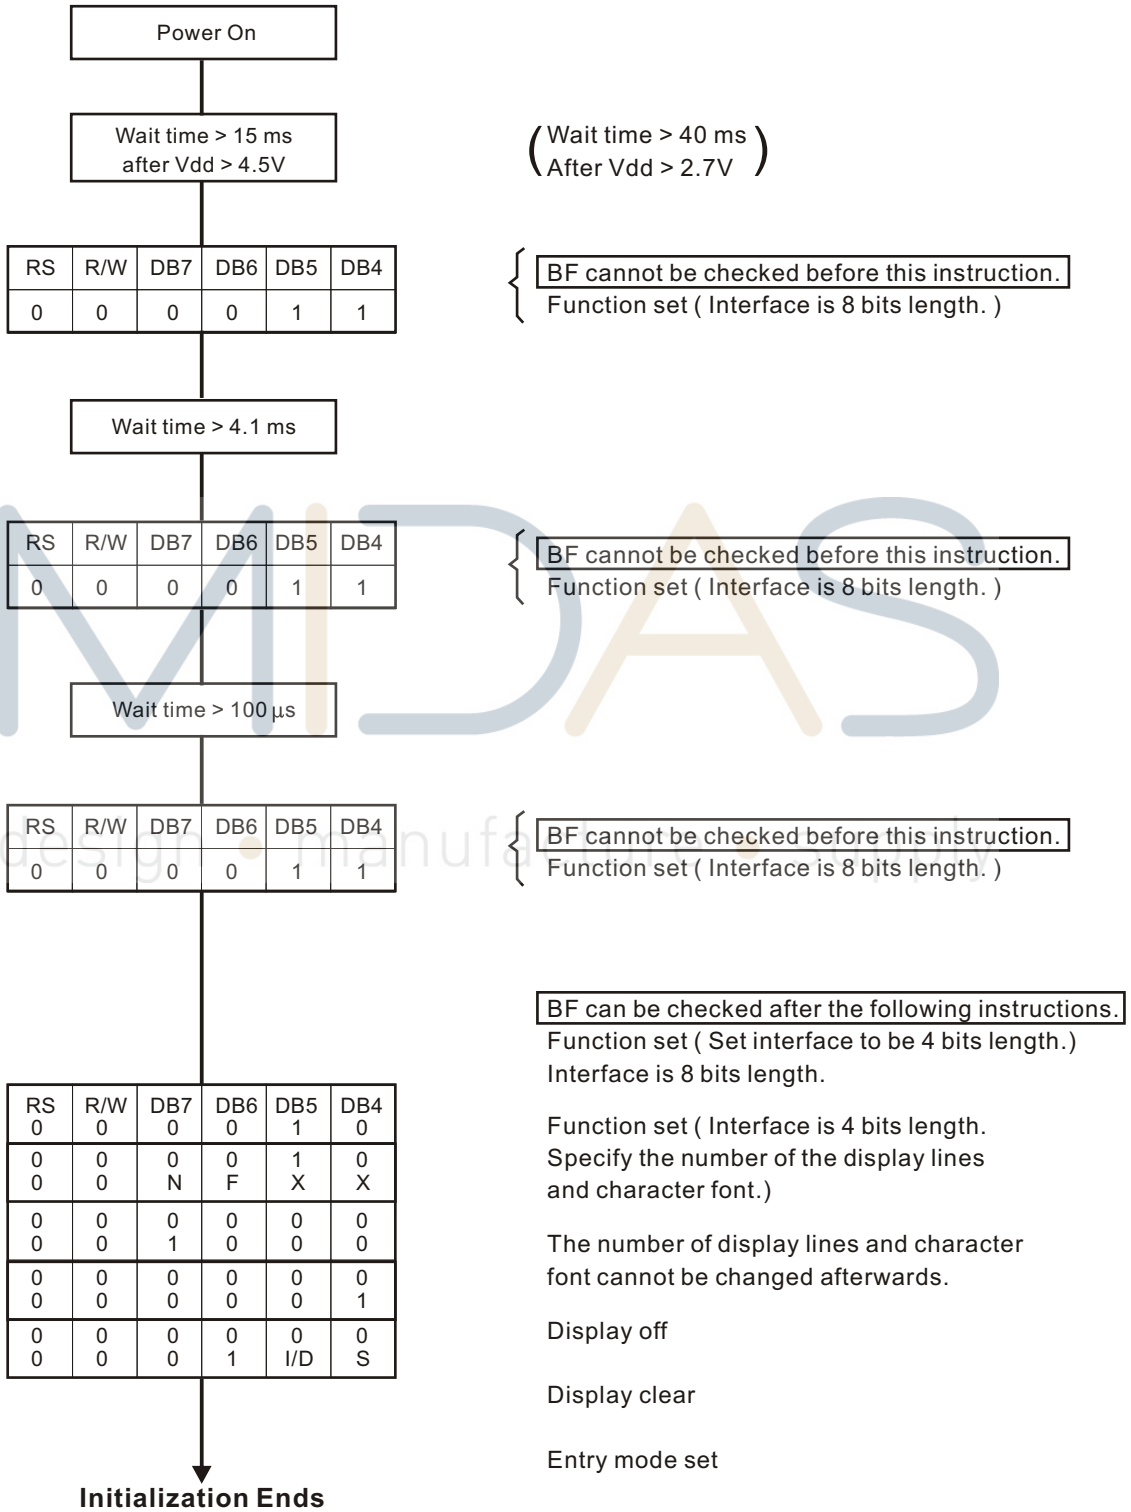 Power On
Wait time > 15 ms
after Vdd > 4.5V
(Wait time > 40 ms
After Vdd > 2.7V)
RS R/W DB7 DB6 DB5 DB4
0 0 0 0 1 1
BF cannot be checked before this instruction.
Function set ( Interface is 8 bits length. )
Wait time > 4.1 ms
MIDAS
RS R/W DB7 DB6 DB5 DB4
0 0 0 0 1 1
BF cannot be checked before this instruction.
Function set ( Interface is 8 bits length. )
Wait time > 100 µs
design • manufacture • supply
RS R/W DB7 DB6 DB5 DB4
0 0 0 0 1 1
BF cannot be checked before this instruction.
Function set ( Interface is 8 bits length. )
BF can be checked after the following instructions.
Function set ( Set interface to be 4 bits length.)
Interface is 8 bits length.
RS R/W DB7 DB6 DB5 DB4
0 0 0 0 1 0
0 0 0 0 1 0
0 0 N F X X
0 0 0 0 0 0
0 0 1 0 0 0
0 0 0 0 0 0
0 0 0 0 0 1
0 0 0 0 0 0
0 0 0 1 I/D S
Function set ( Interface is 4 bits length.
Specify the number of the display lines
and character font.)
The number of display lines and character
font cannot be changed afterwards.
Display off
Display clear
Entry mode set
Initialization Ends